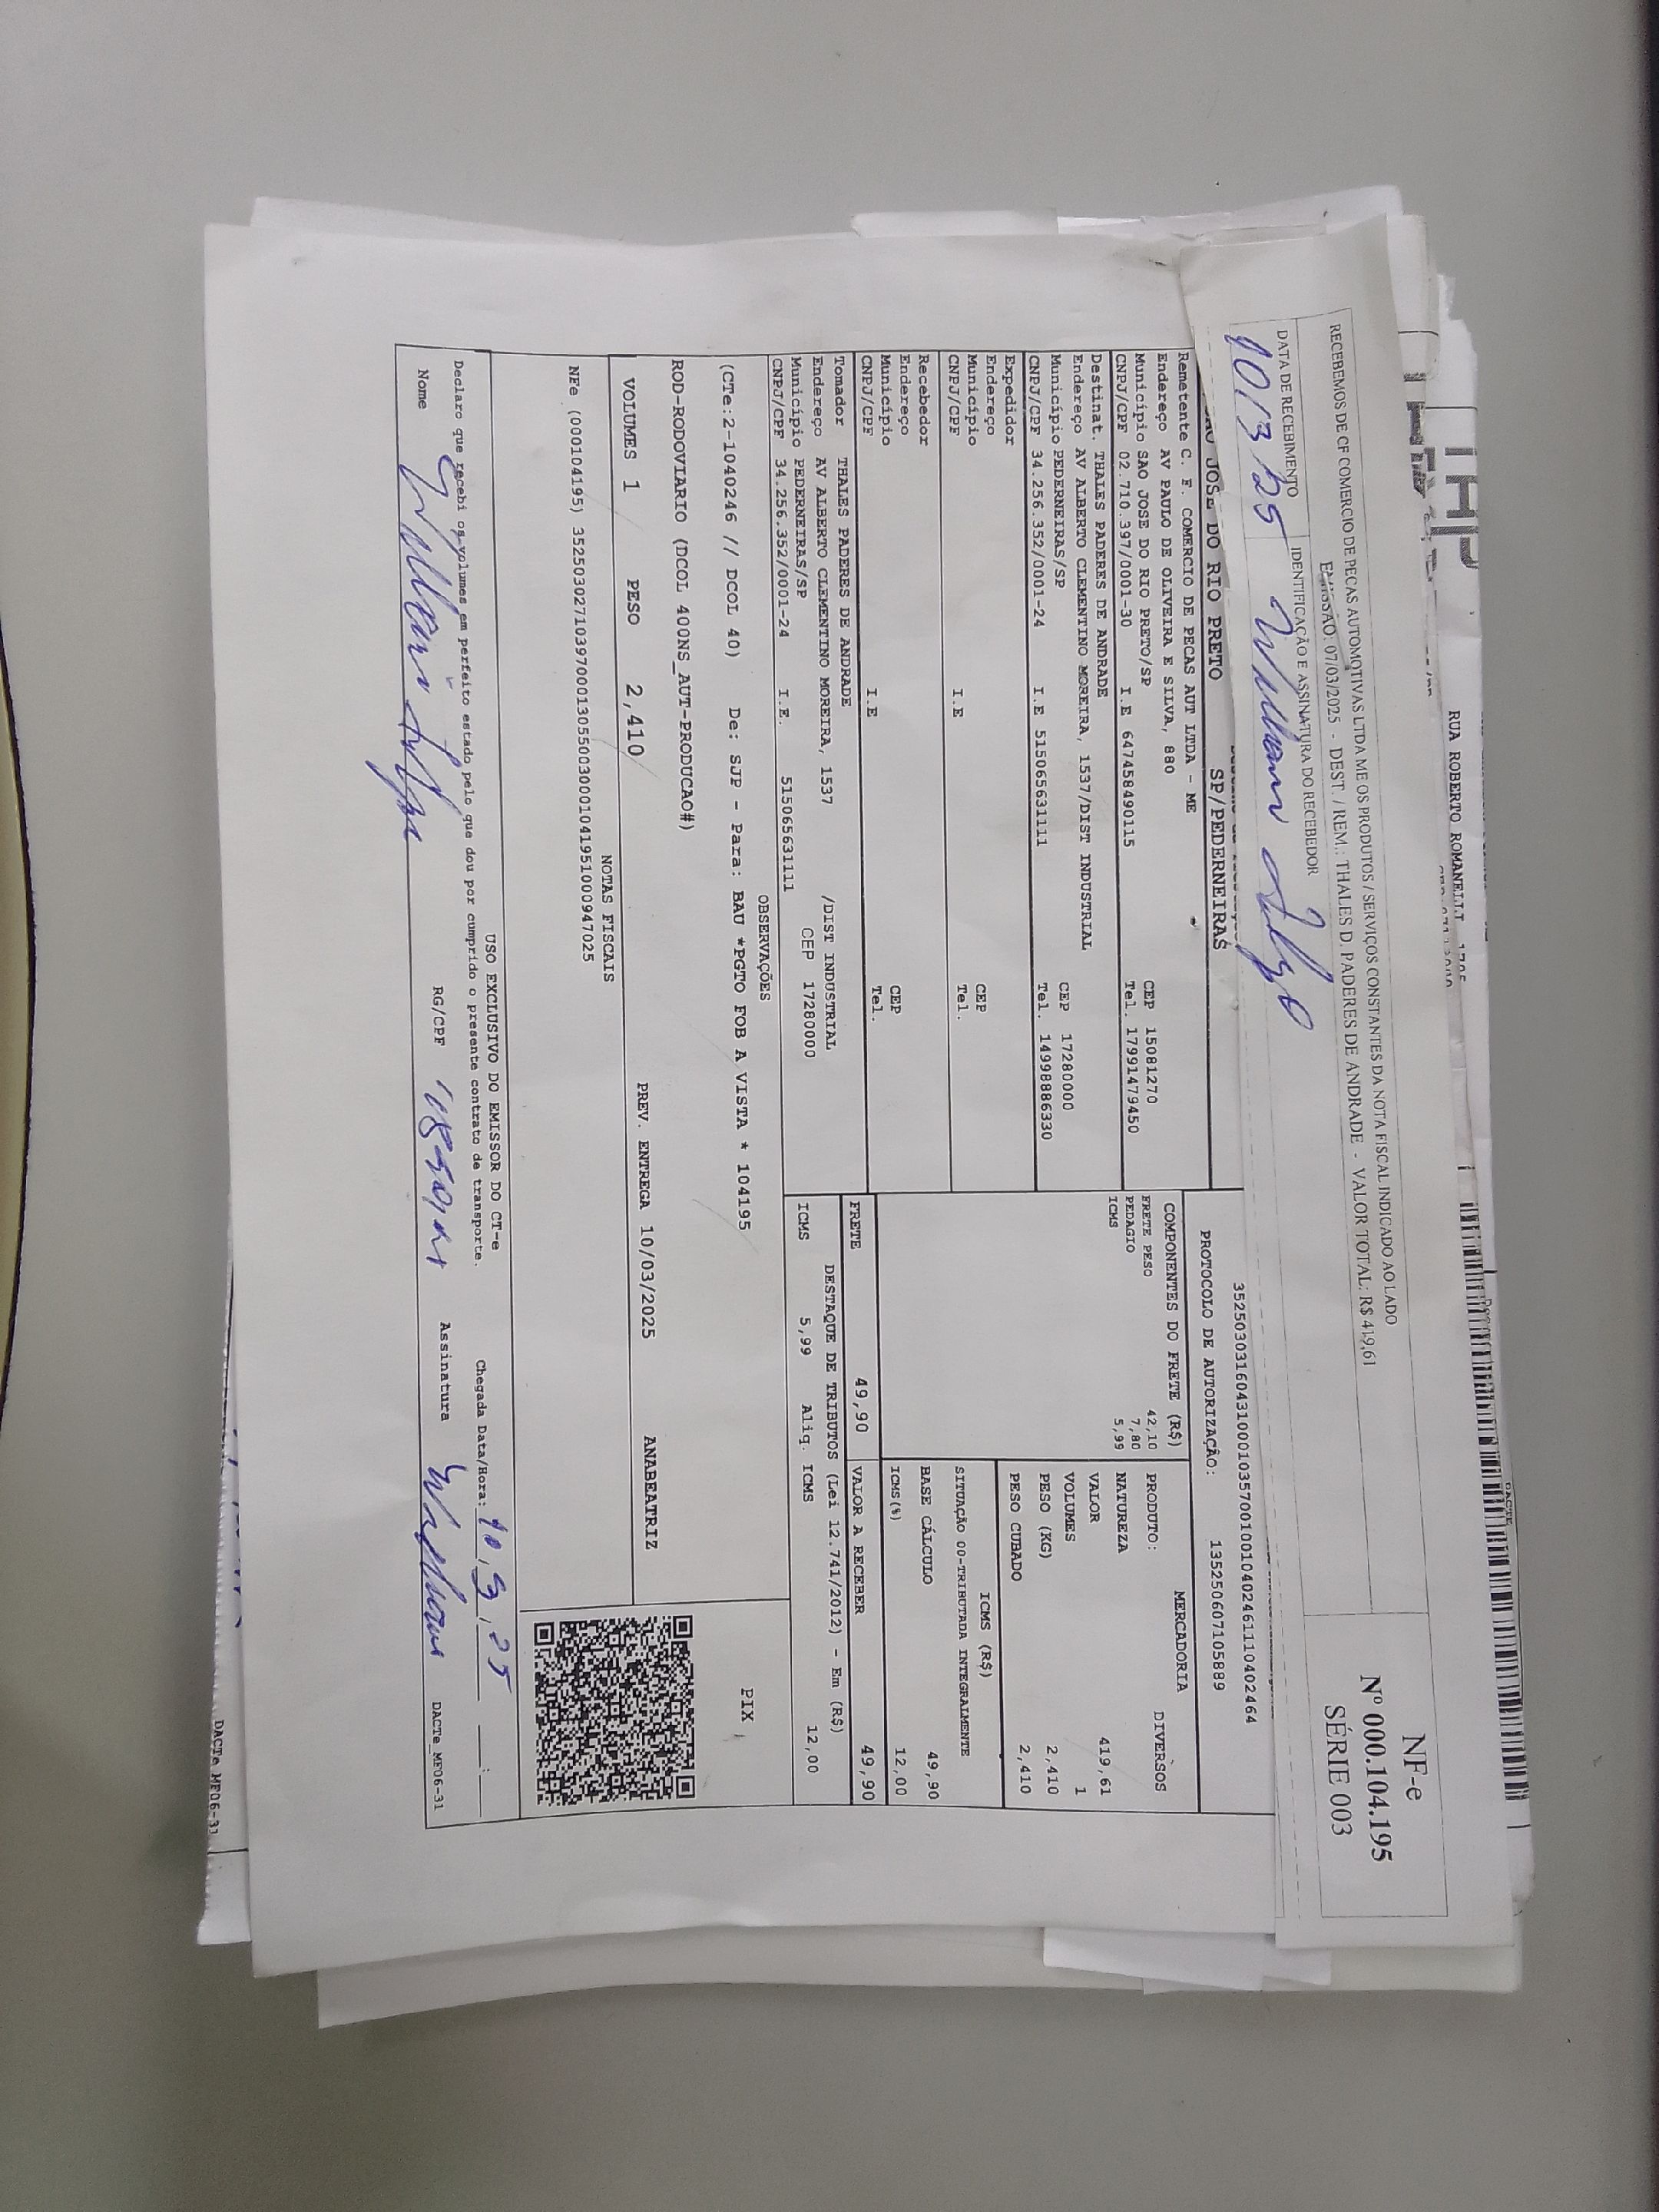 RUA ROBERTO ROMANELLI 1705
DACTE
RECEBEMOS DE CF COMERCIO DE PECAS AUTOMOTIVAS LTDA ME OS PRODUTOS / SERVIÇOS CONSTANTES DA NOTA FISCAL INDICADO AO LADO
EMISSÃO: 07/03/2025 - DEST. / REM.: THALES D. PADERES DE ANDRADE - VALOR TOTAL: R$ 419,61
DATA DE RECEBIMENTO
IDENTIFICAÇÃO E ASSINATURA DO RECEBEDOR
10/3/25
NF-e
Nº 000.104.195
SÉRIE 003
35250303160431000103570010010402461110402464
PROTOCOLO DE AUTORIZAÇÃO: 135250607105889
JOSE DO RIO PRETO SP/PEDERNEIRAS
Remetente C. F. COMERCIO DE PECAS AUT LTDA - ME
Endereço AV PAULO DE OLIVEIRA E SILVA, 880
Município SAO JOSE DO RIO PRETO/SP CEP 15081270
CNPJ/CPF 02.710.397/0001-30 I.E 647458490115 Tel. 17991479450
Destinat. THALES PADERES DE ANDRADE
Endereço AV ALBERTO CLEMENTINO MOREIRA, 1537/DIST INDUSTRIAL
Município PEDERNEIRAS/SP CEP 17280000
CNPJ/CPF 34.256.352/0001-24 I.E 515065631111 Tel. 14998886330
Expedidor
Endereço
Município CEP
CNPJ/CPF I.E Tel.
Recebedor
Endereço
Município CEP
CNPJ/CPF I.E Tel.
Tomador THALES PADERES DE ANDRADE
Endereço AV ALBERTO CLEMENTINO MOREIRA, 1537 /DIST INDUSTRIAL
Município PEDERNEIRAS/SP CEP 17280000
CNPJ/CPF 34.256.352/0001-24 I.E. 515065631111
COMPONENTES DO FRETE (R$)
FRETE PESO 42,10
PEDAGIO 7,80
ICMS 5,99
MERCADORIA
PRODUTO: DIVERSOS
NATUREZA
VALOR 419,61
VOLUMES 1
PESO (KG) 2,410
PESO CUBADO 2,410
ICMS (R$)
SITUAÇÃO 00-TRIBUTADA INTEGRALMENTE
BASE CÁLCULO 49,90
ICMS(%) 12,00
FRETE 49,90 VALOR A RECEBER 49,90
DESTAQUE DE TRIBUTOS (Lei 12.741/2012) - Em (R$)
ICMS 5,99 Aliq. ICMS 12,00
OBSERVAÇÕES
(CTe:2-1040246 // DCOL 40) De: SJP - Para: BAU *PGTO FOB A VISTA * 104195
ROD-RODOVIARIO (DCOL 400NS_AUT-PRODUCAO#)
PIX
VOLUMES 1 PESO 2,410 PREV. ENTREGA 10/03/2025 ANABEATRIZ
NOTAS FISCAIS
NFe (000104195) 35250302710397000130550030001041951000947025
USO EXCLUSIVO DO EMISSOR DO CT-e
Declaro que recebi os volumes em perfeito estado pelo que dou por cumprido o presente contrato de transporte.
Chegada Data/Hora: 10, 3, 25
Nome RG/CPF Assinatura
DACTe_MF06-31
DACTe MF06-31